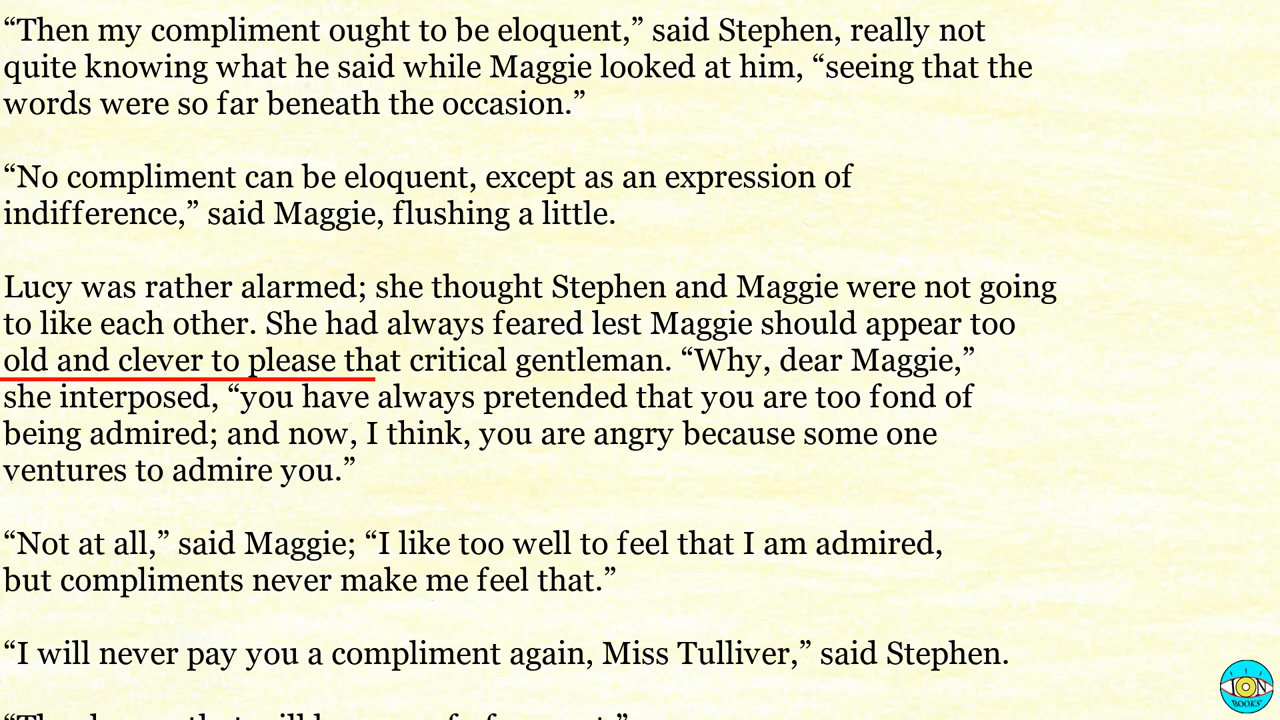 “Then my compliment ought to be eloquent,” said Stephen, really not
quite knowing what he said while Maggie looked at him, “seeing that the
words were so far beneath the occasion.”
“No compliment can be eloquent, except as an expression of
indifference,” said Maggie, flushing a little.
Lucy was rather alarmed; she thought Stephen and Maggie were not going
to like each other. She had always feared lest Maggie should appear too
old and clever to please that critical gentleman. “Why, dear Maggie,”
she interposed, “you have always pretended that you are too fond of
being admired; and now, I think, you are angry because some one
ventures to admire you.”
“Not at all,” said Maggie; “I like too well to feel that I am admired,
but compliments never make me feel that.”
“I will never pay you a compliment again, Miss Tulliver,” said Stephen.
ION
BOOKS